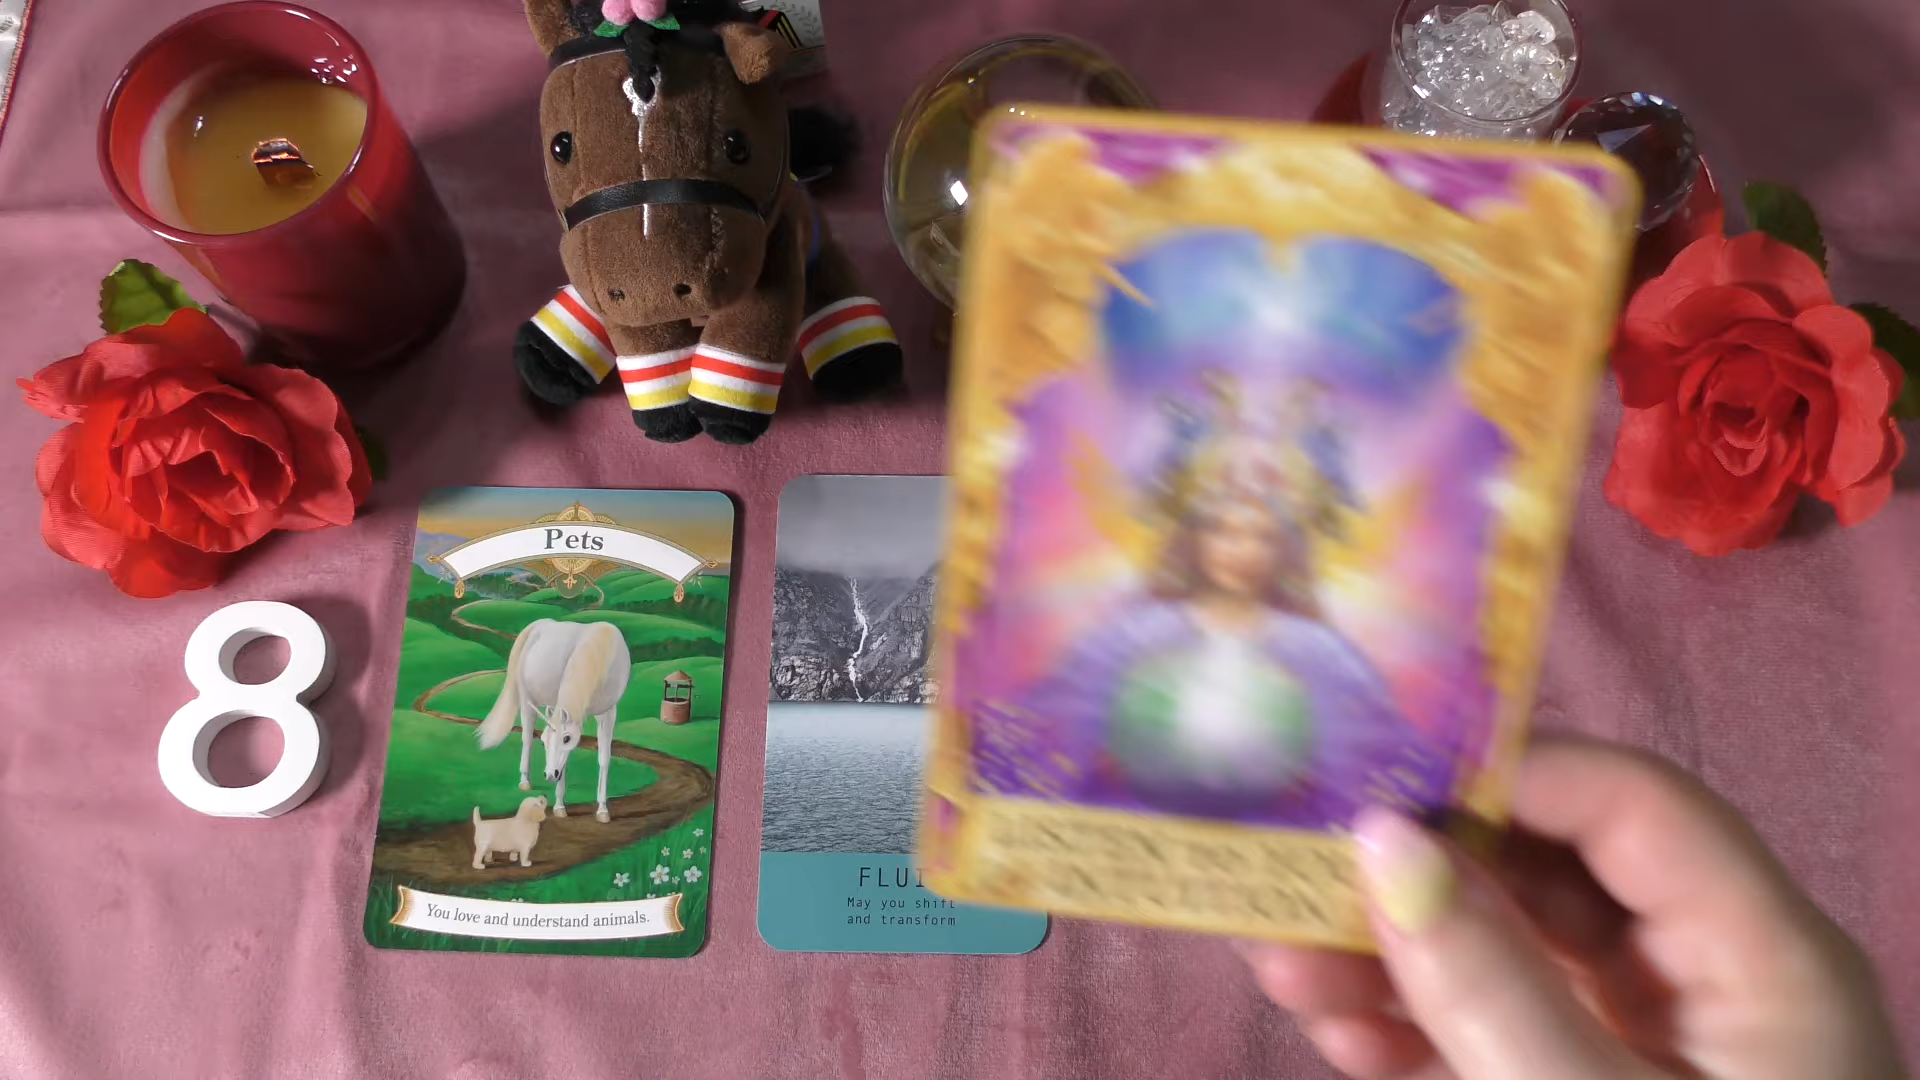 Pets
8
You love and understand animals.
FLUI
May you shift
and transform